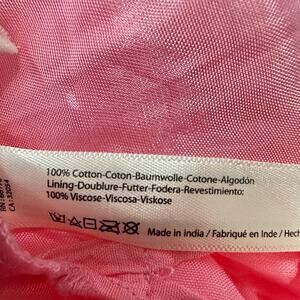 100% Cotton-Coton-Baumwolle-Cotone-Algodón
Lining-Doublure-Futter-Fodera-Revestimiento:
100% Viscose-Viscosa-Viskose
Made in india / Fabriqué en Inde / Hech
CA